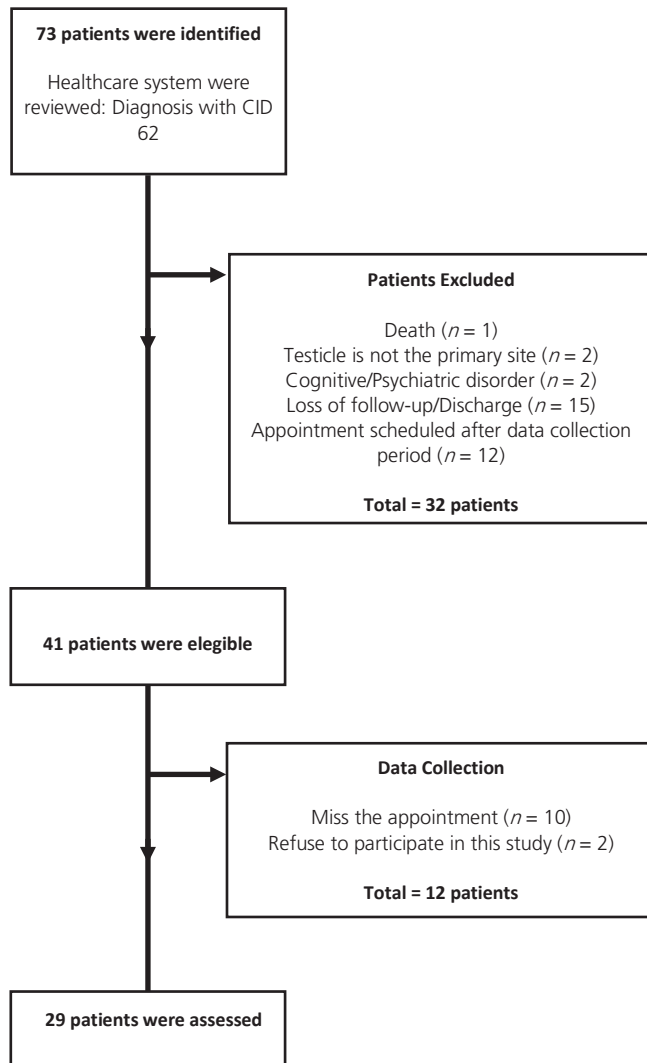 73 patients were identified
Healthcare system were
reviewed: Diagnosis with CID
62
Patients Excluded
Death (n = 1)
Testicle is not the primary site (n = 2)
Cognitive/Psychiatric disorder (n = 2)
Loss of follow-up/Discharge (n = 15)
Appointment scheduled after data collection
period (n = 12)
Total = 32 patients
41 patients were elegible
Data Collection
Miss the appointment (n = 10)
Refuse to participate in this study (n = 2)
Total = 12 patients
29 patients were assessed